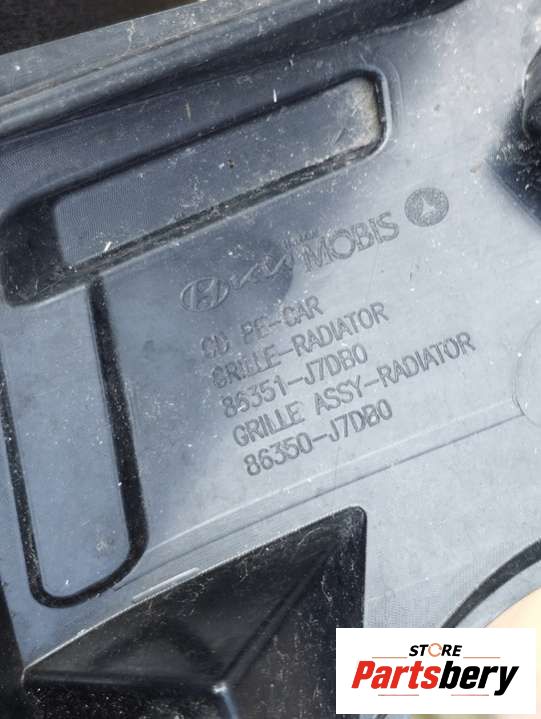 MOBIS
CD PE-CAR
GRILLE-RADIATOR
86351-J7DB0
GRILLE ASSY-RADIATOR
86350-J7DB0
STORE
Partsbery